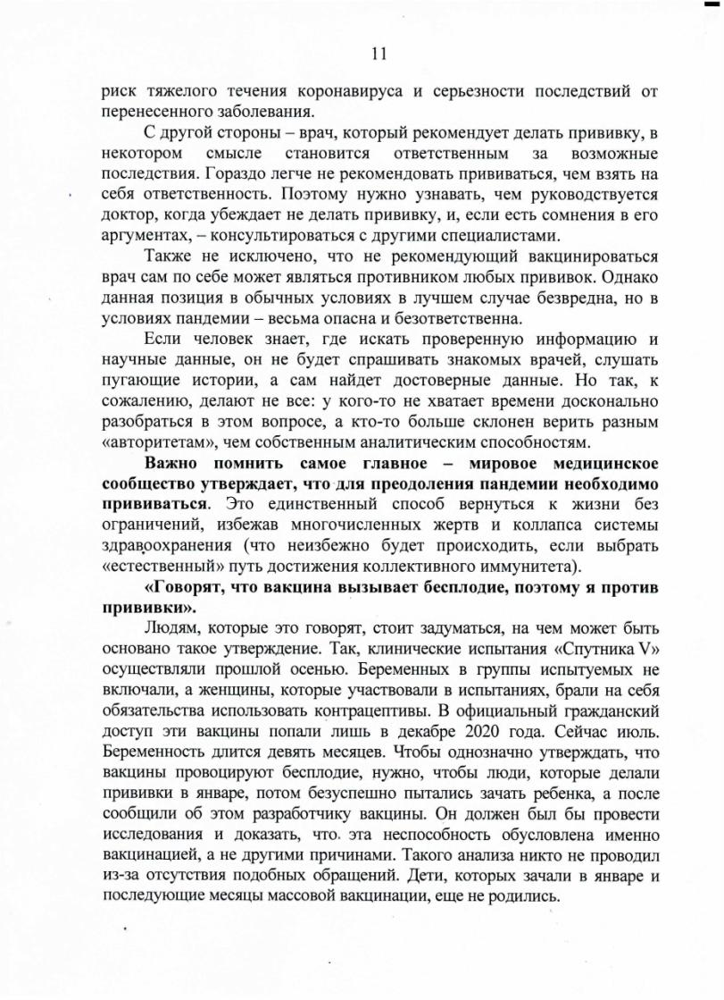 11
риск тяжелого течения коронавируса и серьезности последствий от
перенесенного заболевания.
С другой стороны – врач, который рекомендует делать прививку, в
некотором смысле становится ответственным за возможные
последствия. Гораздо легче не рекомендовать прививаться, чем взять на
себя ответственность. Поэтому нужно узнавать, чем руководствуется
доктор, когда убеждает не делать прививку, и, если есть сомнения в его
аргументах, – консультироваться с другими специалистами.
Также не исключено, что не рекомендующий вакцинироваться
врач сам по себе может являться противником любых прививок. Однако
данная позиция в обычных условиях в лучшем случае безвредна, но в
условиях пандемии – весьма опасна и безответственна.
Если человек знает, где искать проверенную информацию и
научные данные, он не будет спрашивать знакомых врачей, слушать
пугающие истории, а сам найдет достоверные данные. Но так, к
сожалению, делают не все: у кого-то не хватает времени досконально
разобраться в этом вопросе, а кто-то больше склонен верить разным
«авторитетам», чем собственным аналитическим способностям.
Важно помнить самое главное – мировое медицинское
сообщество утверждает, что для преодоления пандемии необходимо
прививаться. Это единственный способ вернуться к жизни без
ограничений, избежав многочисленных жертв и коллапса системы
здравоохранения (что неизбежно будет происходить, если выбрать
«естественный» путь достижения коллективного иммунитета).
«Говорят, что вакцина вызывает бесплодие, поэтому я против
прививки».
Людям, которые это говорят, стоит задуматься, на чем может быть
основано такое утверждение. Так, клинические испытания «Спутника V»
осуществляли прошлой осенью. Беременных в группы испытуемых не
включали, а женщины, которые участвовали в испытаниях, брали на себя
обязательства использовать контрацептивы. В официальный гражданский
доступ эти вакцины попали лишь в декабре 2020 года. Сейчас июль.
Беременность длится девять месяцев. Чтобы однозначно утверждать, что
вакцины провоцируют бесплодие, нужно, чтобы люди, которые делали
прививки в январе, потом безуспешно пытались зачать ребенка, а после
сообщили об этом разработчику вакцины. Он должен был бы провести
исследования и доказать, что эта неспособность обусловлена именно
вакцинацией, а не другими причинами. Такого анализа никто не проводил
из-за отсутствия подобных обращений. Дети, которых зачали в январе и
последующие месяцы массовой вакцинации, еще не родились.